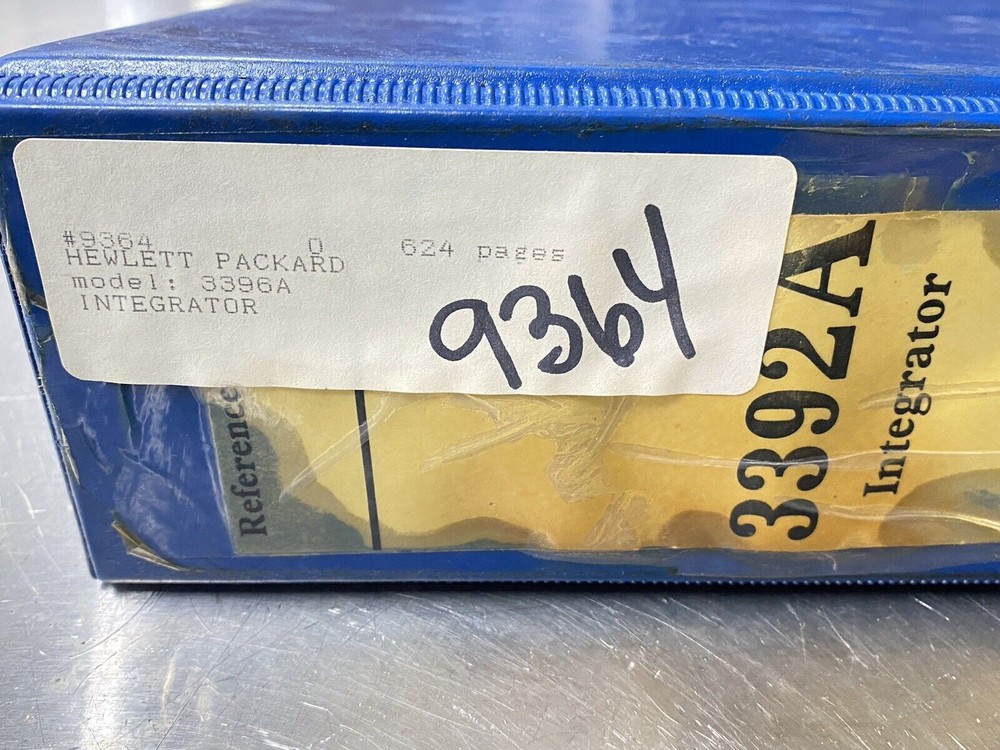 #9364 0 624 pages
HEWLETT PACKARD
model: 3396A
INTEGRATOR
9364
Reference
3392A
Integrator